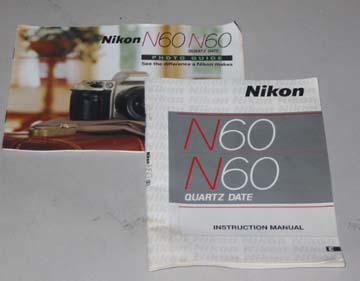 Nikon N60 N60
QUARTZ DATE
PHOTO GUIDE
See the difference a Nikon makes
Nikon
N60
N60
QUARTZ DATE
INSTRUCTION MANUAL
E